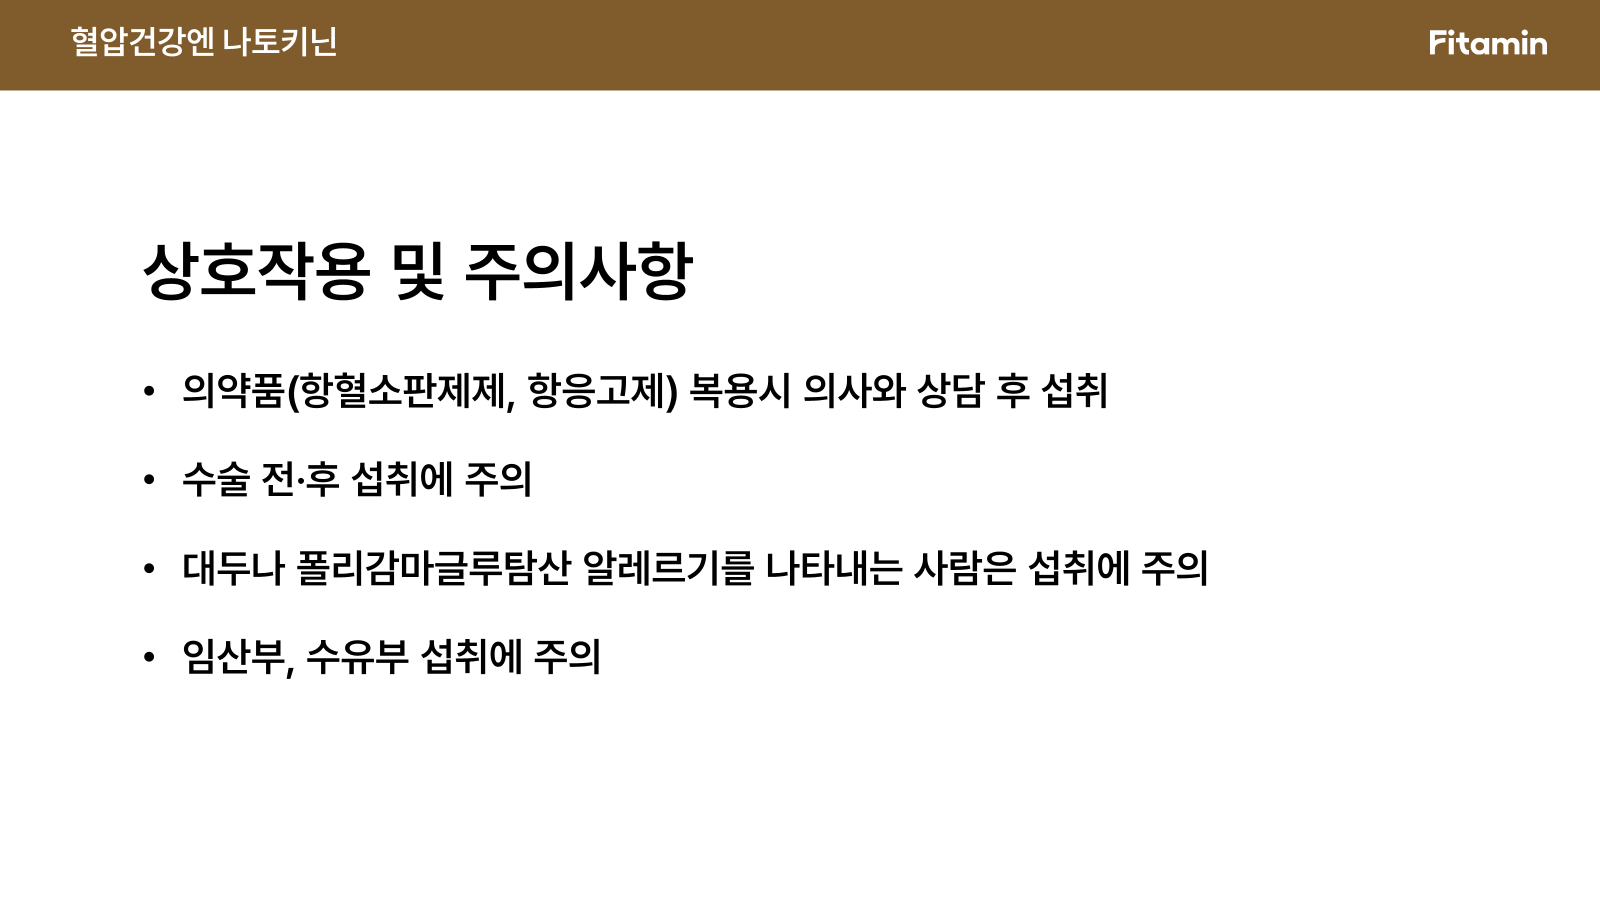 혈압건강엔 나토키닌
Fitamin
상호작용 및 주의사항
• 의약품(항혈소판제제, 항응고제) 복용시 의사와 상담 후 섭취
• 수술 전·후 섭취에 주의
• 대두나 폴리감마글루탐산 알레르기를 나타내는 사람은 섭취에 주의
• 임산부, 수유부 섭취에 주의